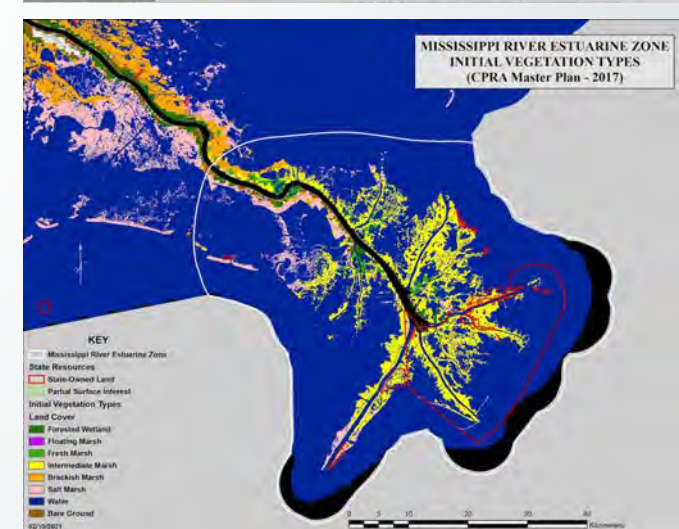 MISSISSIPPI RIVER ESTUARINE ZONE
INITIAL VEGETATION TYPES
(CPRA Master Plan - 2017)
KEY
Mississippi River Estuarine Zone
State Resources
State-Owned Land
Partial Surface Interest
Initial Vegetation Types
Land Cover
Forested Wetland
Floating Marsh
Fresh Marsh
Intermediate Marsh
Brackish Marsh
Salt Marsh
Water
Bare Ground
0 5 10 20 30 40
Kilometers